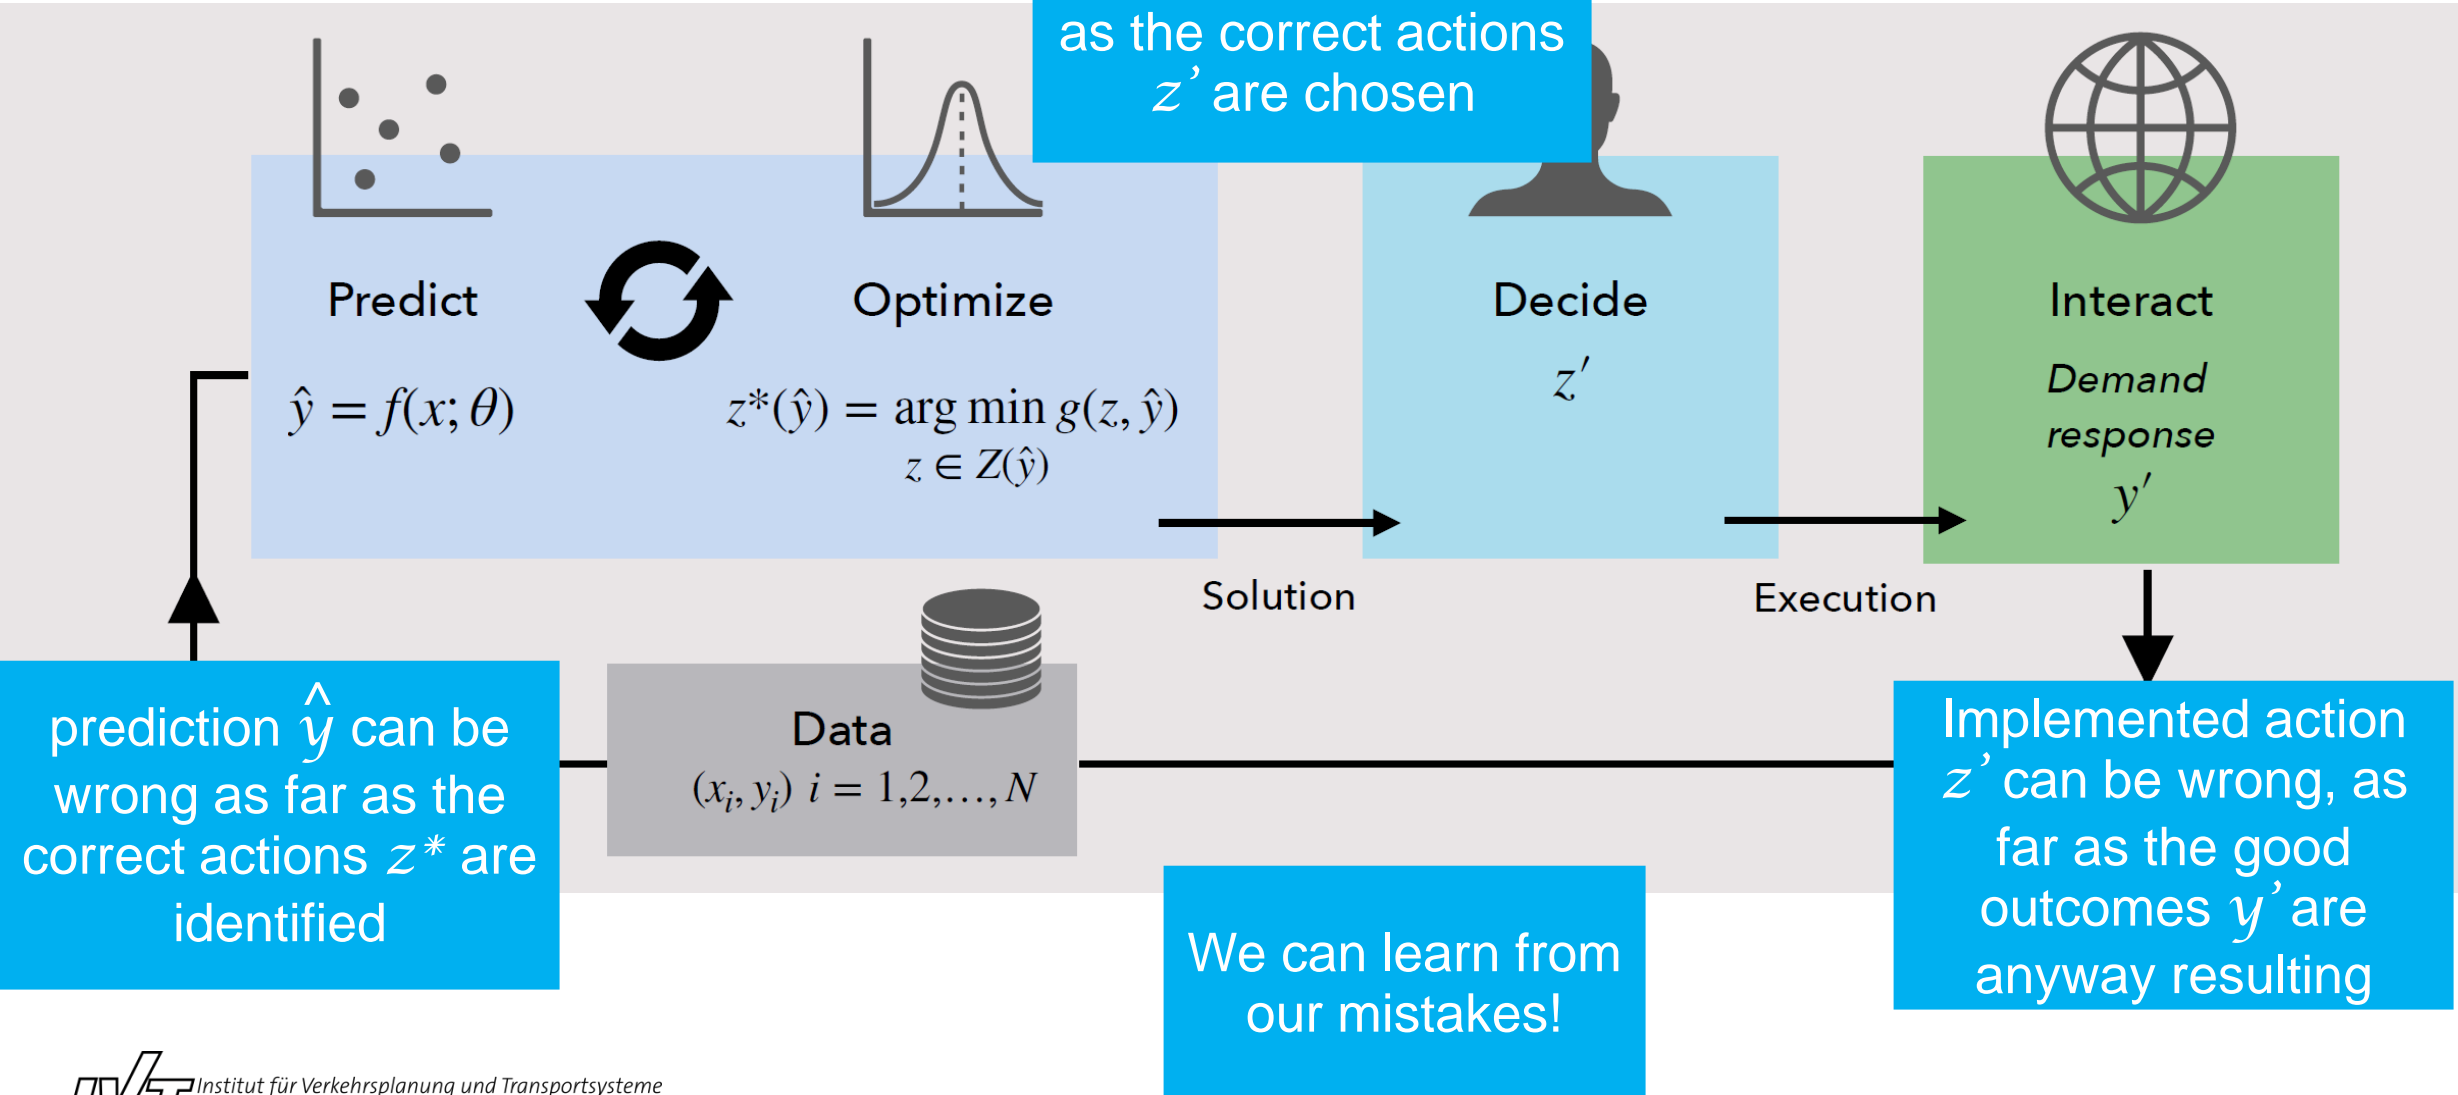 as the correct actions
z’ are chosen
Predict
Optimize
Decide
Interact
ŷ = f(x; θ)
z*(ŷ) = arg min g(z, ŷ)
z ∈ Z(ŷ)
z′
Demand
response
y′
Solution
Execution
prediction ŷ can be
wrong as far as the
correct actions z* are
identified
Data
(xᵢ, yᵢ) i = 1,2,…, N
Implemented action
z’ can be wrong, as
far as the good
outcomes y’ are
anyway resulting
We can learn from
our mistakes!
IVT Institut für Verkehrsplanung und Transportsysteme